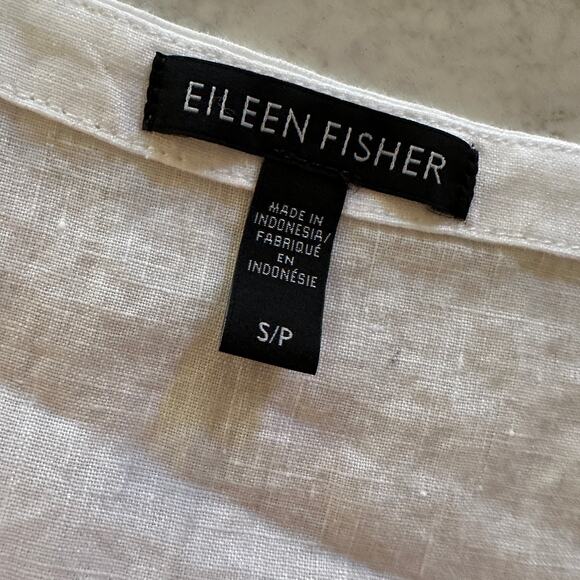 EILEEN FISHER
MADE IN
INDONESIA/
FABRIQUÉ
EN
INDONÉSIE
S/P